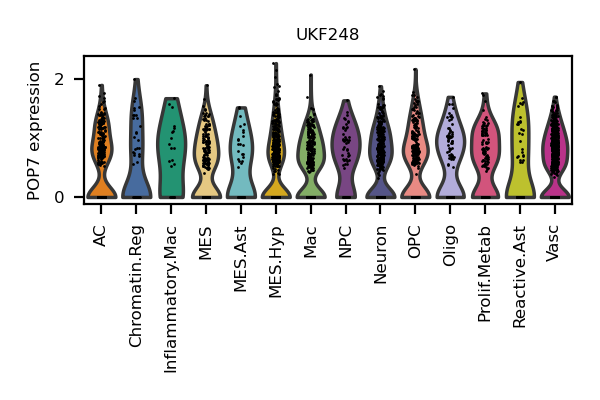 UKF248
POP7 expression
2
0
AC
Chromatin.Reg
Inflammatory.Mac
MES
MES.Ast
MES.Hyp
Mac
NPC
Neuron
OPC
Oligo
Prolif.Metab
Reactive.Ast
Vasc